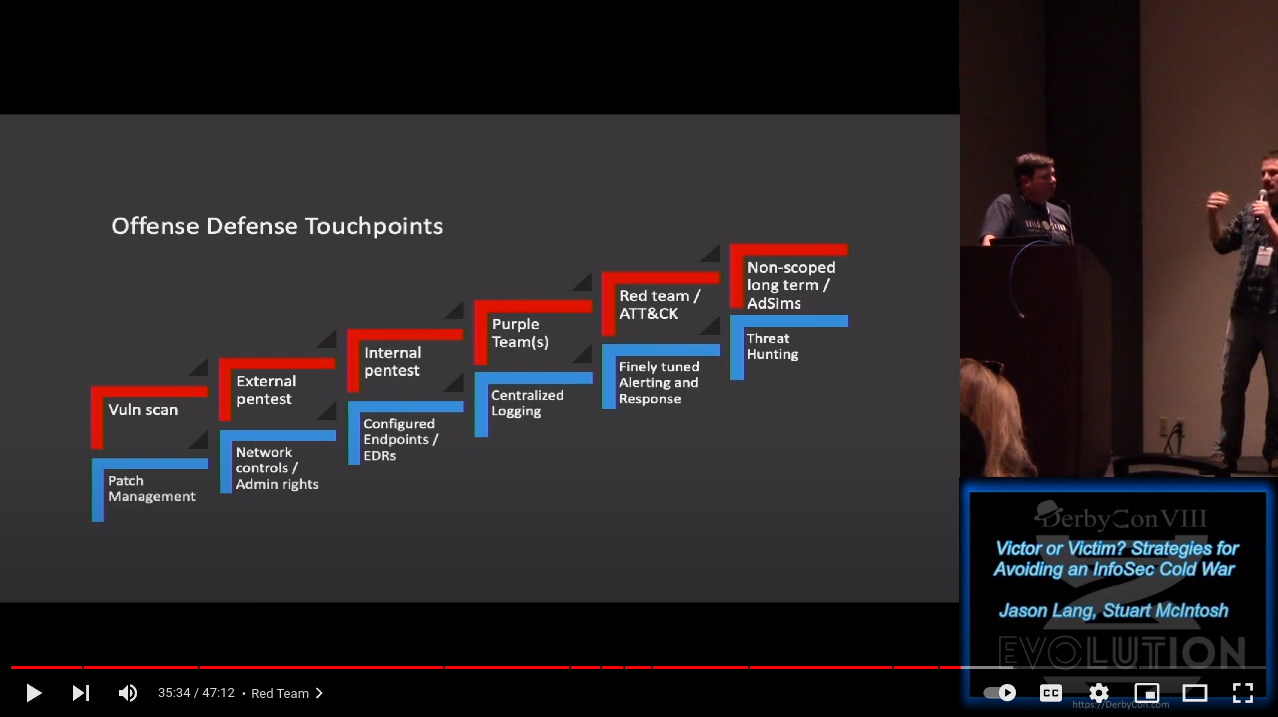 Offense Defense Touchpoints
Vuln scan
Patch
Management
External
pentest
Network
controls /
Admin rights
Internal
pentest
Configured
Endpoints /
EDRs
Purple
Team(s)
Centralized
Logging
Red team /
ATT&CK
Finely tuned
Alerting and
Response
Non-scoped
long term /
AdSims
Threat
Hunting
DerbyCon VIII
Victor or Victim? Strategies for
Avoiding an InfoSec Cold War
Jason Lang, Stuart McIntosh
EVOLUTION
35:34 / 47:12 • Red Team
CC
https://DerbyCon.com